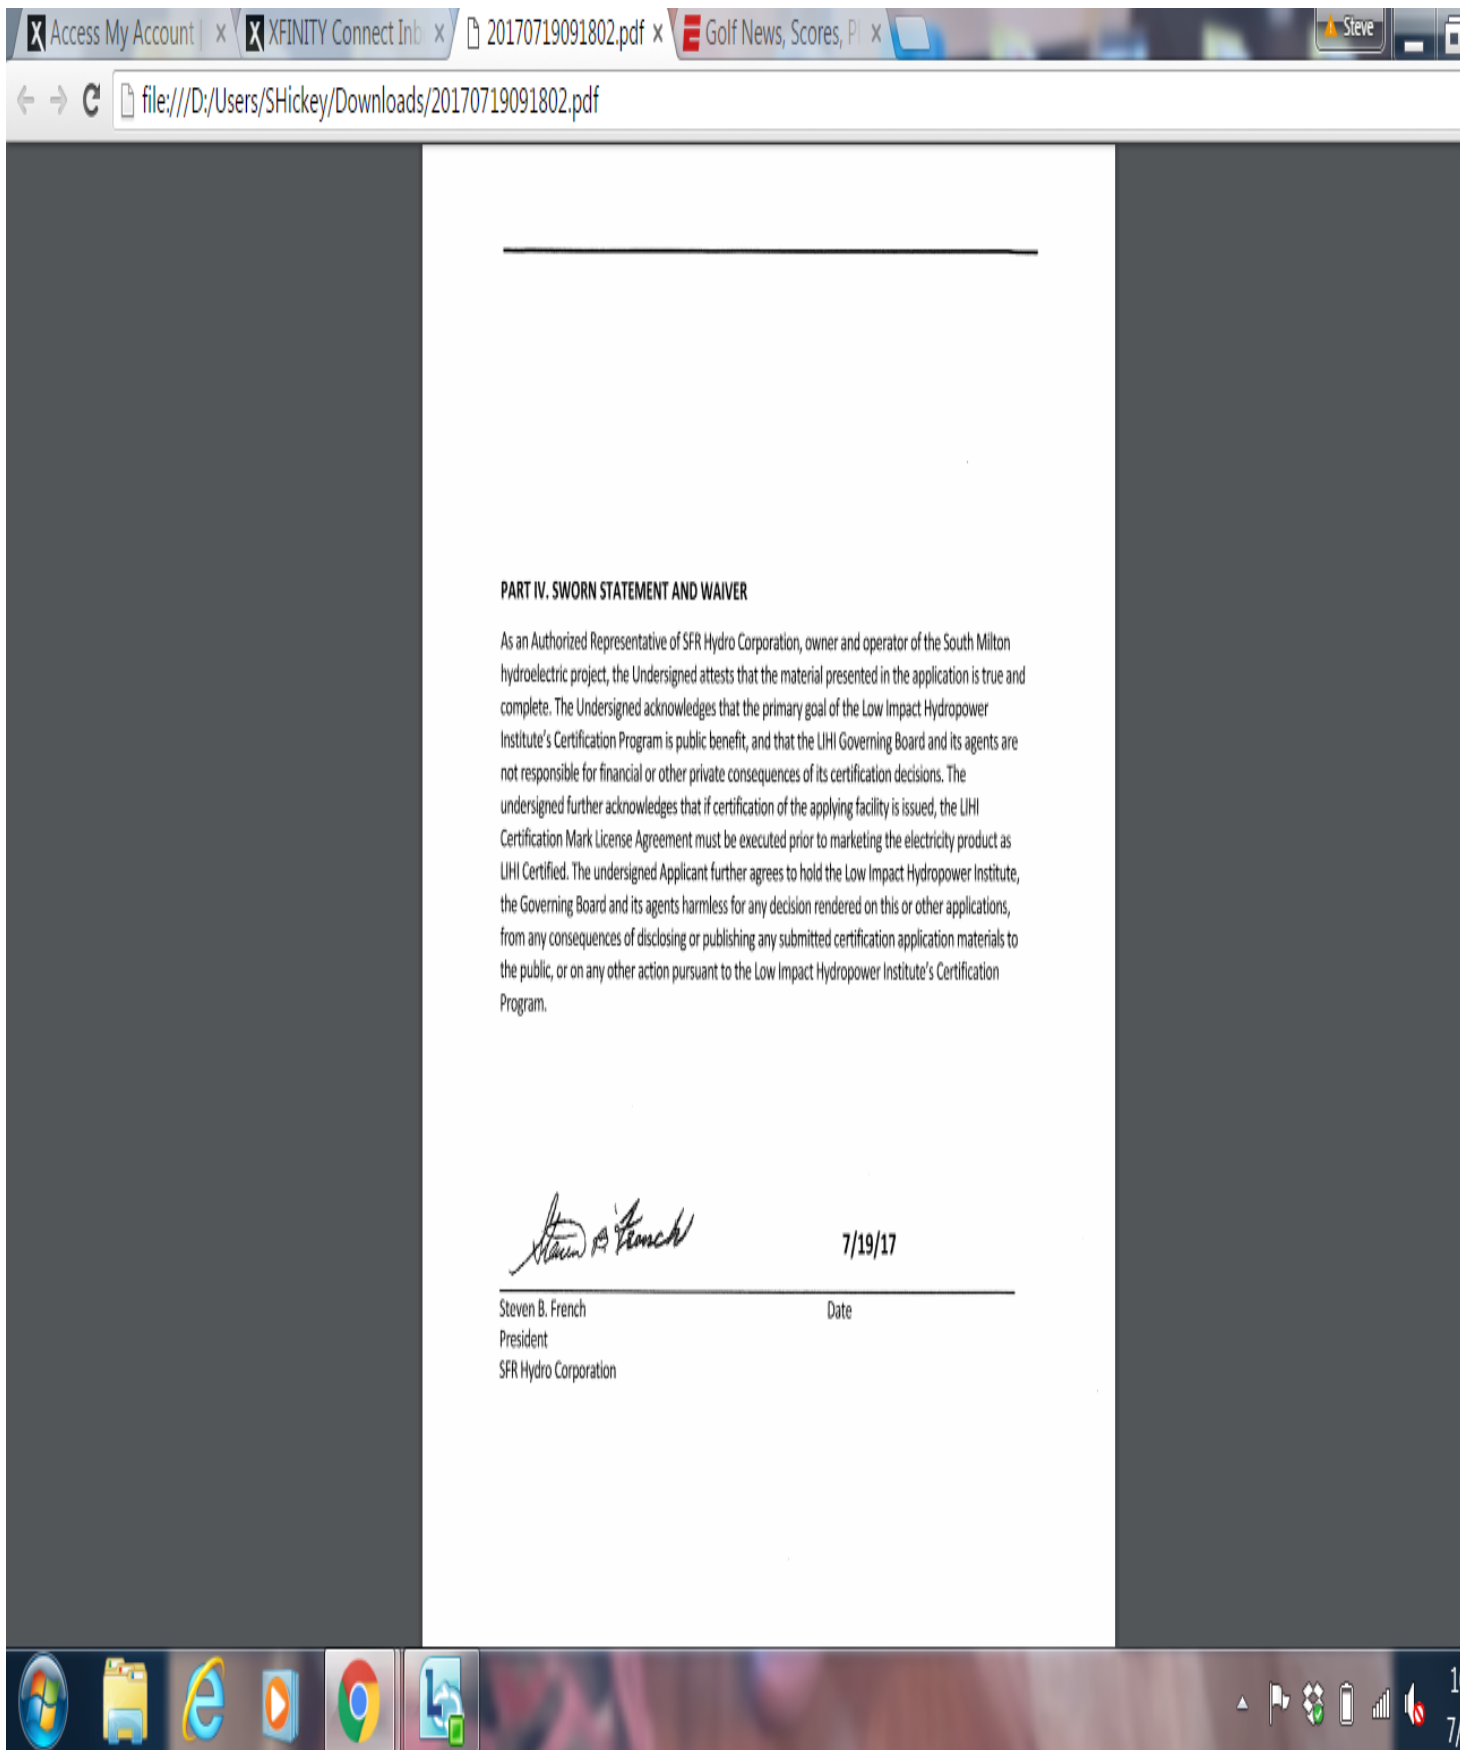 Access My Account
XFINITY Connect Inb
20170719091802.pdf
Golf News, Scores, Pl
Steve
file:///D:/Users/SHickey/Downloads/20170719091802.pdf
PART IV. SWORN STATEMENT AND WAIVER
As an Authorized Representative of SFR Hydro Corporation, owner and operator of the South Milton
hydroelectric project, the Undersigned attests that the material presented in the application is true and
complete. The Undersigned acknowledges that the primary goal of the Low Impact Hydropower
Institute's Certification Program is public benefit, and that the LIHI Governing Board and its agents are
not responsible for financial or other private consequences of its certification decisions. The
undersigned further acknowledges that if certification of the applying facility is issued, the LIHI
Certification Mark License Agreement must be executed prior to marketing the electricity product as
LIHI Certified. The undersigned Applicant further agrees to hold the Low Impact Hydropower Institute,
the Governing Board and its agents harmless for any decision rendered on this or other applications,
from any consequences of disclosing or publishing any submitted certification application materials to
the public, or on any other action pursuant to the Low Impact Hydropower Institute's Certification
Program.
Steven B French 7/19/17
Steven B. French Date
President
SFR Hydro Corporation